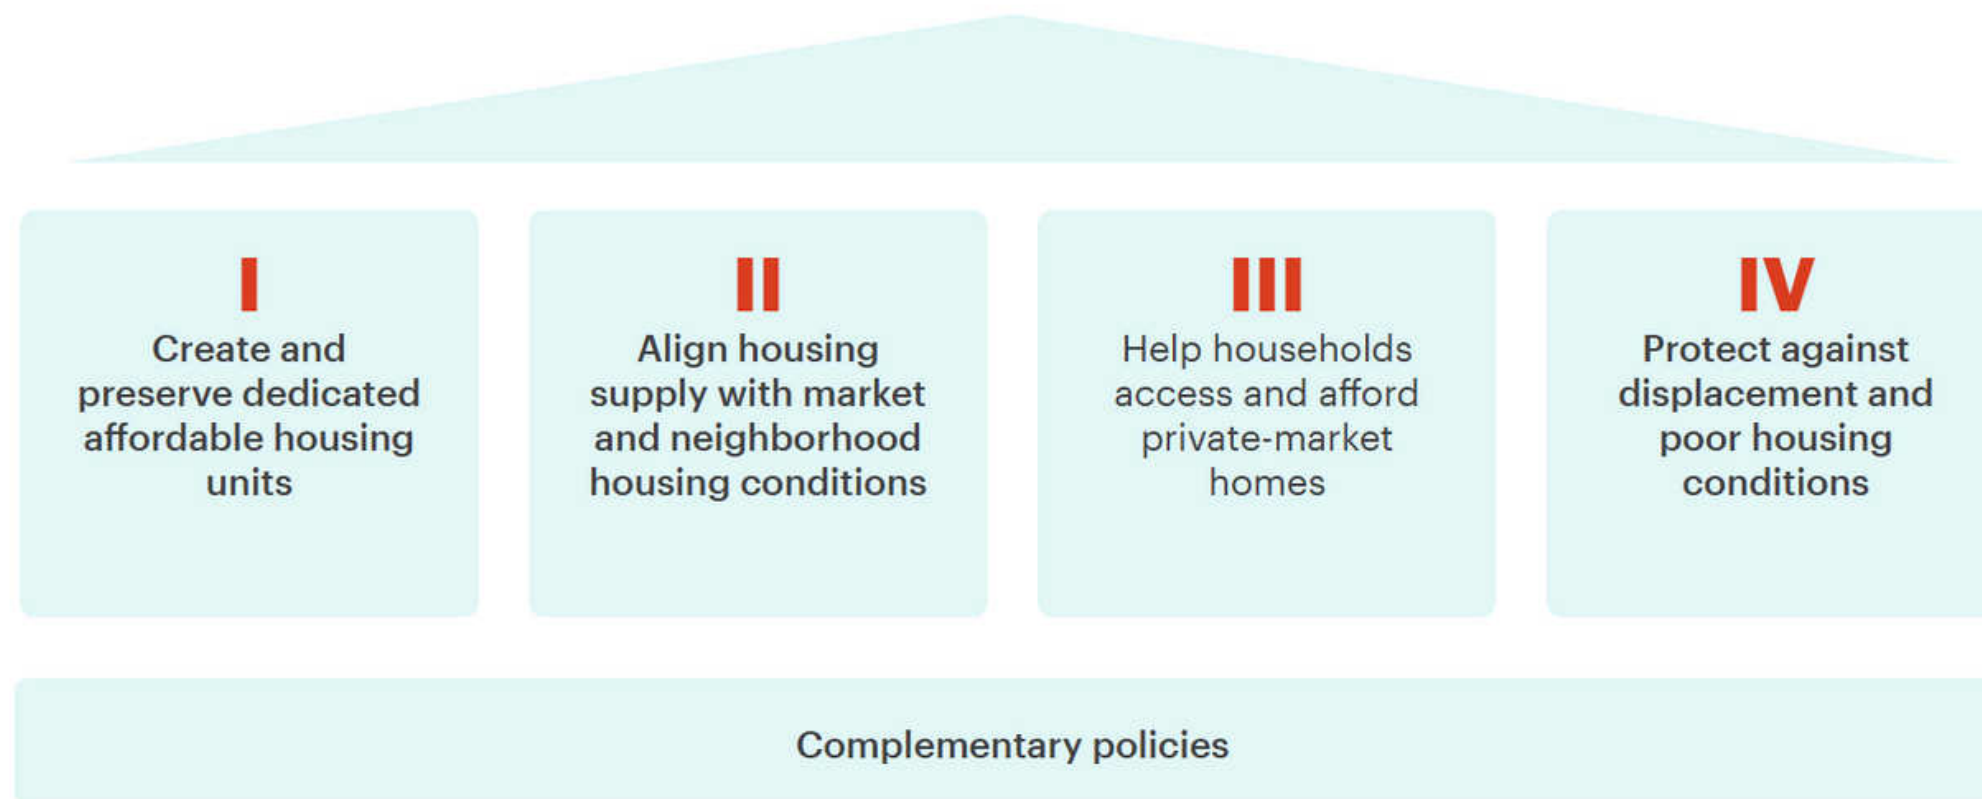 I
Create and
preserve dedicated
affordable housing
units
II
Align housing
supply with market
and neighborhood
housing conditions
III
Help households
access and afford
private-market
homes
IV
Protect against
displacement and
poor housing
conditions
Complementary policies